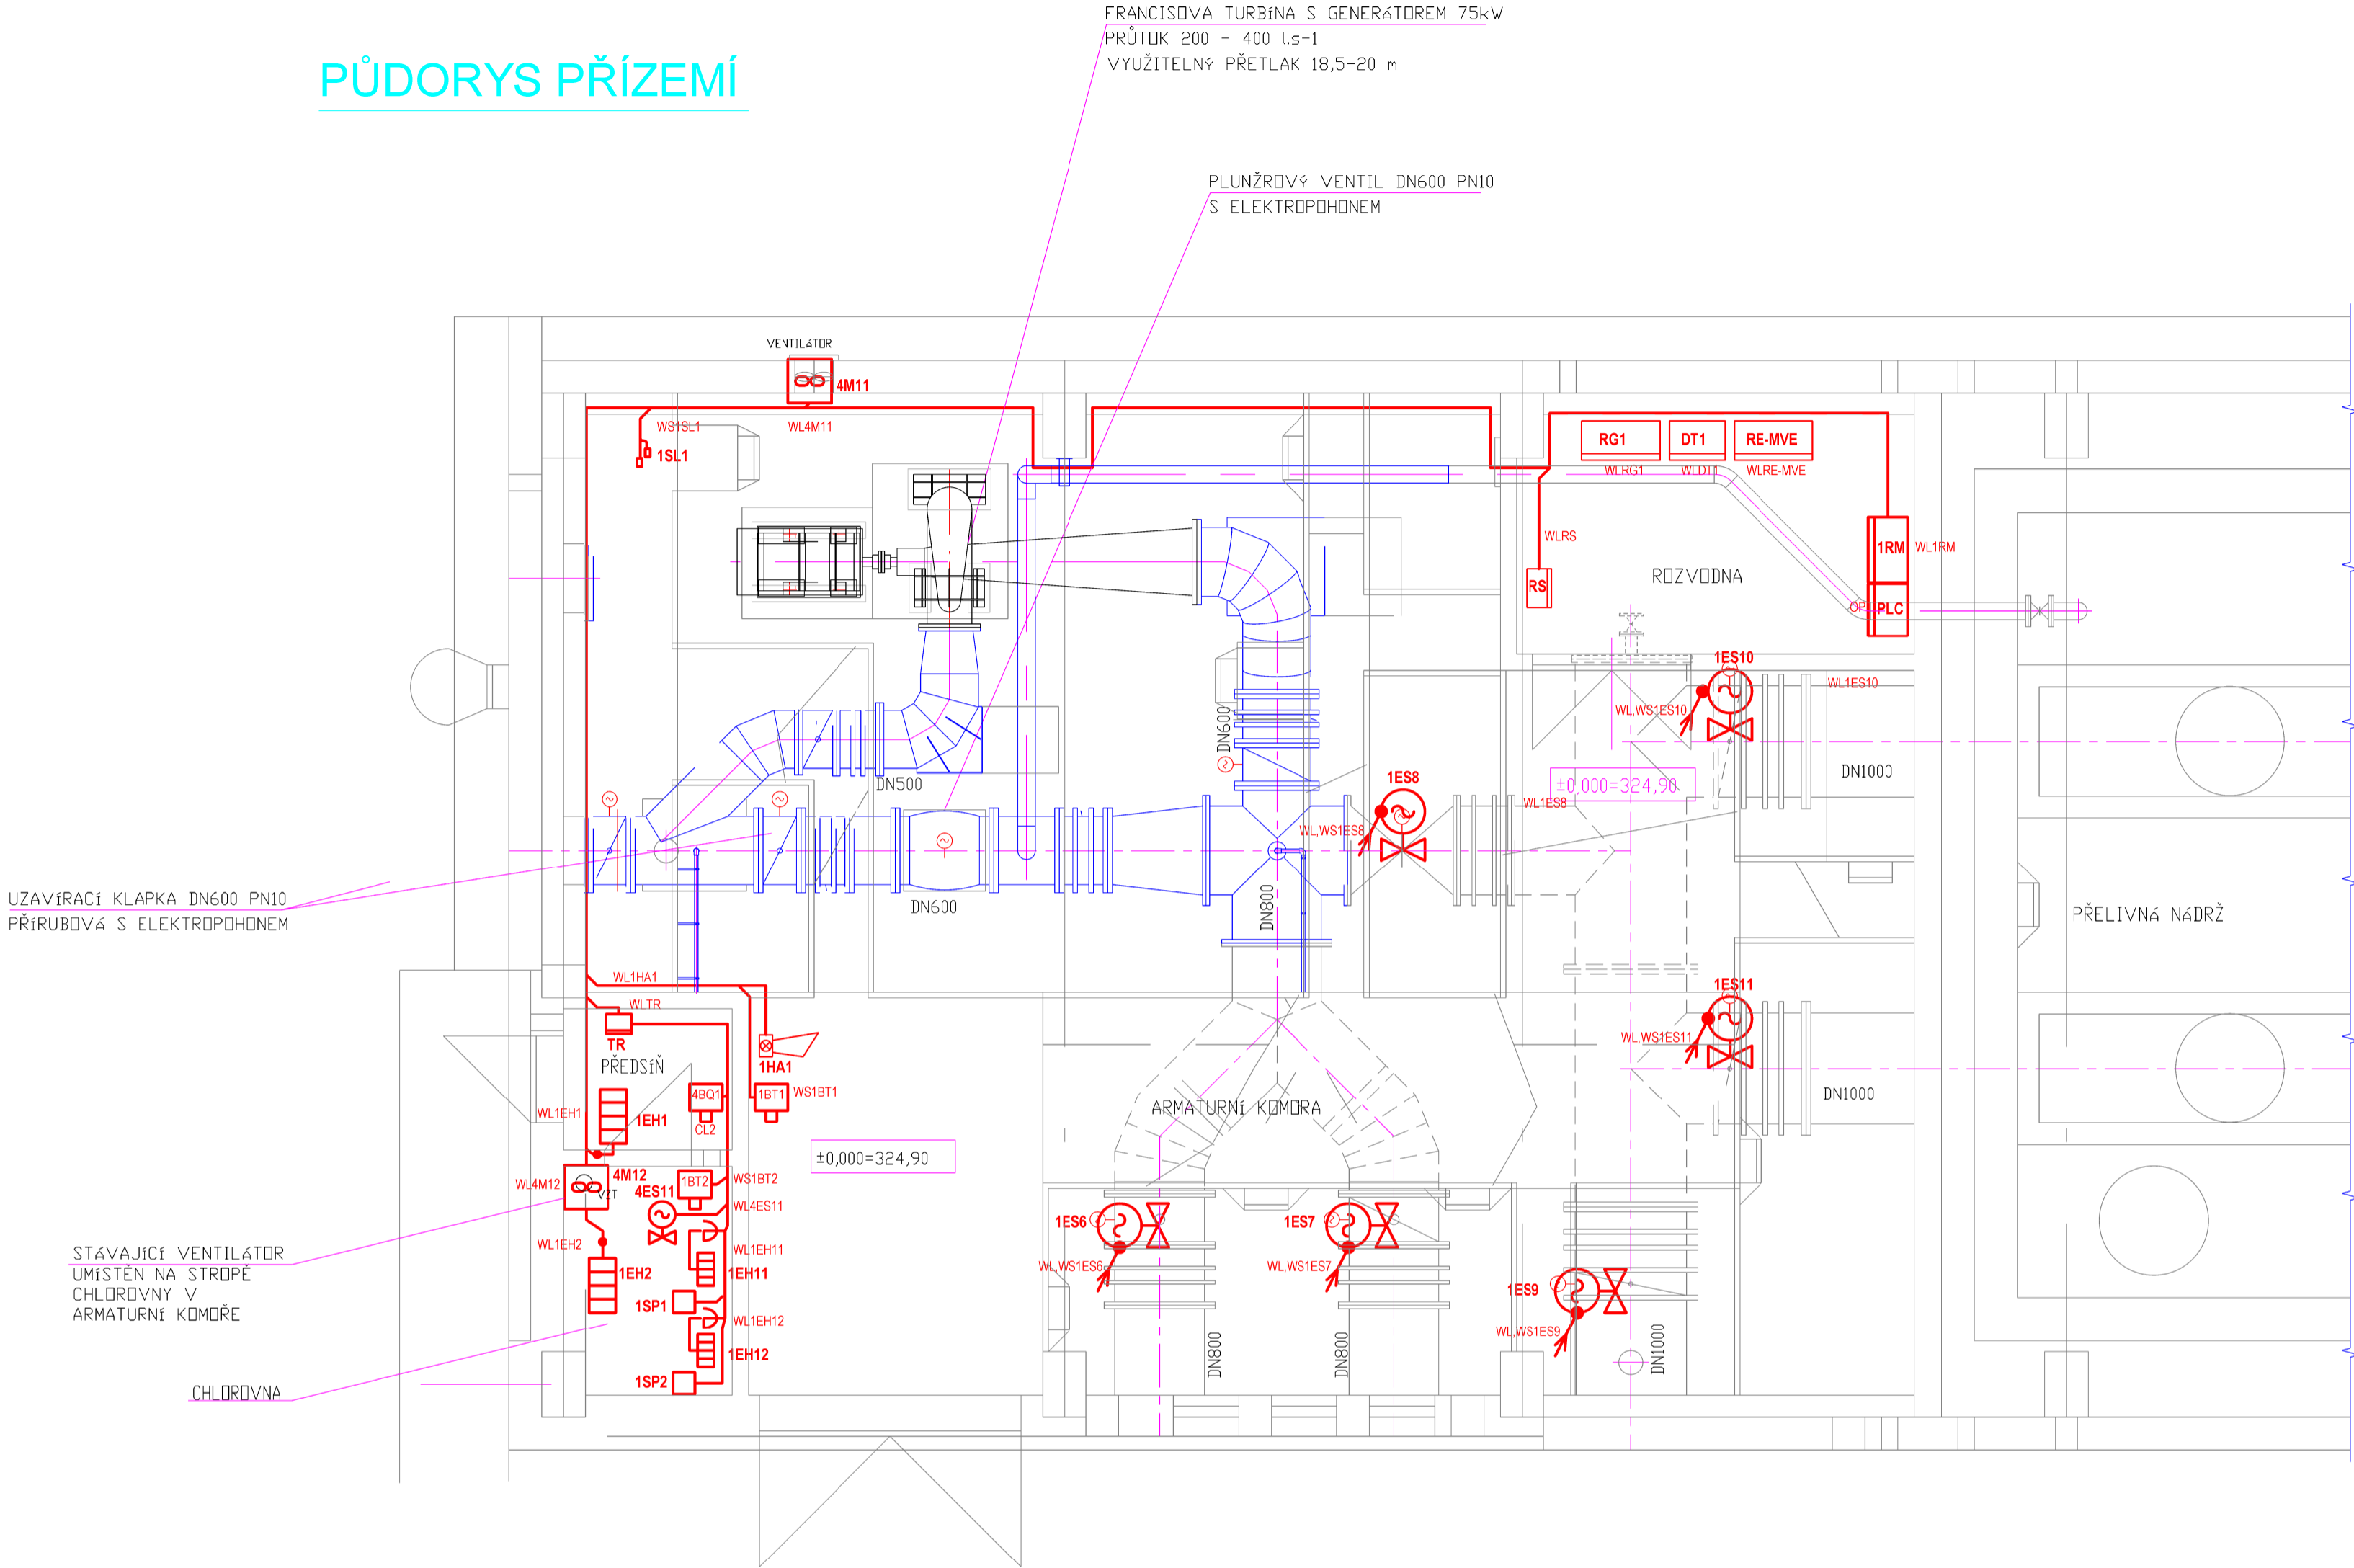 FRANCISOVA TURBÍNA S GENERÁTOREM 75kW
PRŮTOK 200 - 400 l.s-1
VYUŽITELNÝ PŘETLAK 18,5-20 m
PŮDORYS PŘÍZEMÍ
PLUNŽROVÝ VENTIL DN600 PN10
S ELEKTROPOHONEM
VENTILÁTOR
4M11
WS1SL1
WL4M11
1SL1
RG1
DT1
RE-MVE
WLRG1
WLDT1
WLRE-MVE
WLRS
1RM
WL1RM
ROZVODNA
RS
OP
PLC
1ES10
WL1ES10
WL,WS1ES10
DN600
DN500
1ES8
DN1000
±0,000=324,90
WL1ES8
WL,WS1ES8
UZAVÍRACÍ KLAPKA DN600 PN10
PŘÍRUBOVÁ S ELEKTROPOHONEM
DN600
DN800
PŘELIVNÁ NÁDRŽ
WL1HA1
WLTR
1ES11
WL,WS1ES11
TR
PŘEDSÍŇ
1HA1
4BQ1
1BT1
WS1BT1
DN1000
WL1EH1
1EH1
CL2
ARMATURNÍ KOMORA
±0,000=324,90
4M12
WL4M12
VZT
4ES11
1BT2
WS1BT2
WL4ES11
1ES6
1ES7
STÁVAJÍCÍ VENTILÁTOR
UMÍSTĚN NA STROPĚ
CHLOROVNY V
ARMATURNÍ KOMOŘE
WL1EH2
WL1EH11
1EH2
1EH11
WL,WS1ES6
WL,WS1ES7
1ES9
1SP1
WL1EH12
WL,WS1ES9
1EH12
DN800
DN800
DN1000
1SP2
CHLOROVNA